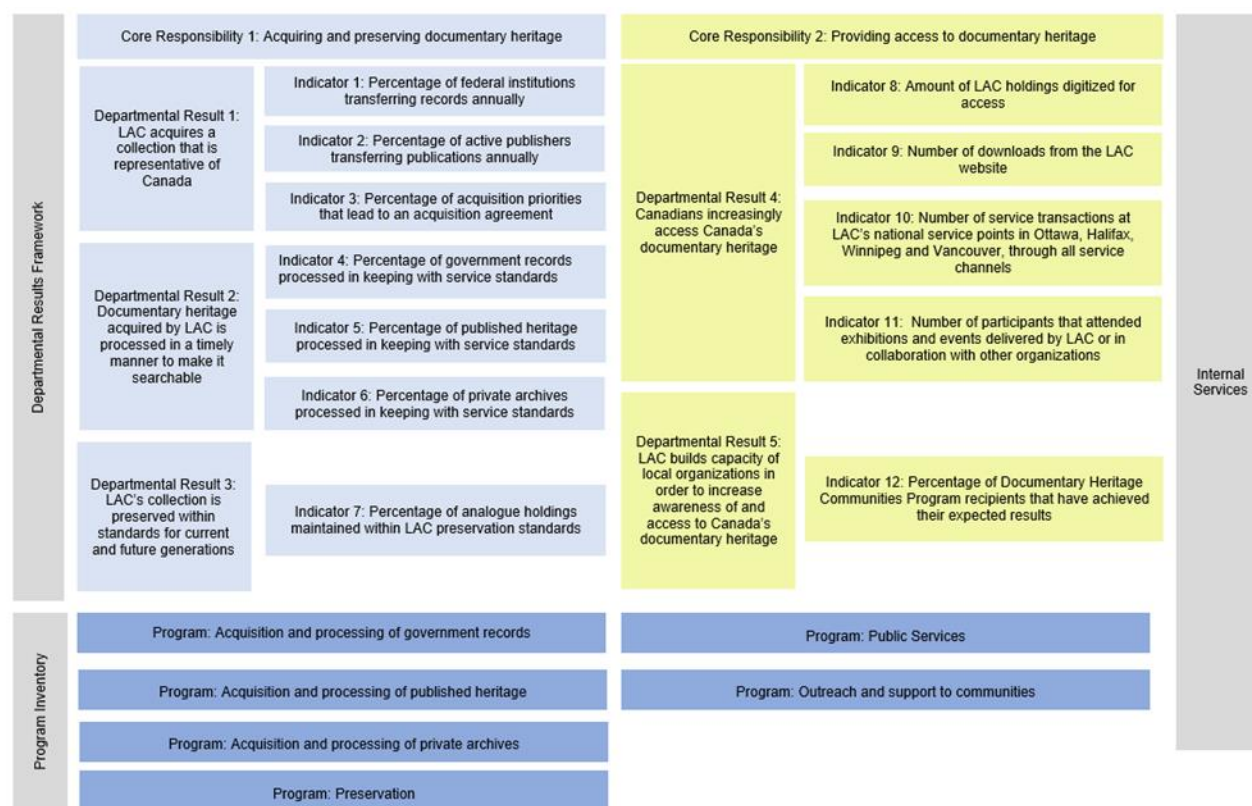 Departmental Results Framework
Core Responsibility 1: Acquiring and preserving documentary heritage
Departmental Result 1:
LAC acquires a
collection that is
representative of
Canada
Indicator 1: Percentage of federal institutions
transferring records annually
Indicator 2: Percentage of active publishers
transferring publications annually
Indicator 3: Percentage of acquisition priorities
that lead to an acquisition agreement
Departmental Result 2:
Documentary heritage
acquired by LAC is
processed in a timely
manner to make it
searchable
Indicator 4: Percentage of government records
processed in keeping with service standards
Indicator 5: Percentage of published heritage
processed in keeping with service standards
Indicator 6: Percentage of private archives
processed in keeping with service standards
Departmental Result 3:
LAC's collection is
preserved within
standards for current
and future generations
Indicator 7: Percentage of analogue holdings
maintained within LAC preservation standards
Core Responsibility 2: Providing access to documentary heritage
Departmental Result 4:
Canadians increasingly
access Canada's
documentary heritage
Indicator 8: Amount of LAC holdings digitized for
access
Indicator 9: Number of downloads from the LAC
website
Indicator 10: Number of service transactions at
LAC's national service points in Ottawa, Halifax,
Winnipeg and Vancouver, through all service
channels
Indicator 11: Number of participants that attended
exhibitions and events delivered by LAC or in
collaboration with other organizations
Departmental Result 5:
LAC builds capacity of
local organizations in
order to increase
awareness of and
access to Canada's
documentary heritage
Indicator 12: Percentage of Documentary Heritage
Communities Program recipients that have achieved
their expected results
Internal
Services
Program Inventory
Program: Acquisition and processing of government records
Program: Acquisition and processing of published heritage
Program: Acquisition and processing of private archives
Program: Preservation
Program: Public Services
Program: Outreach and support to communities